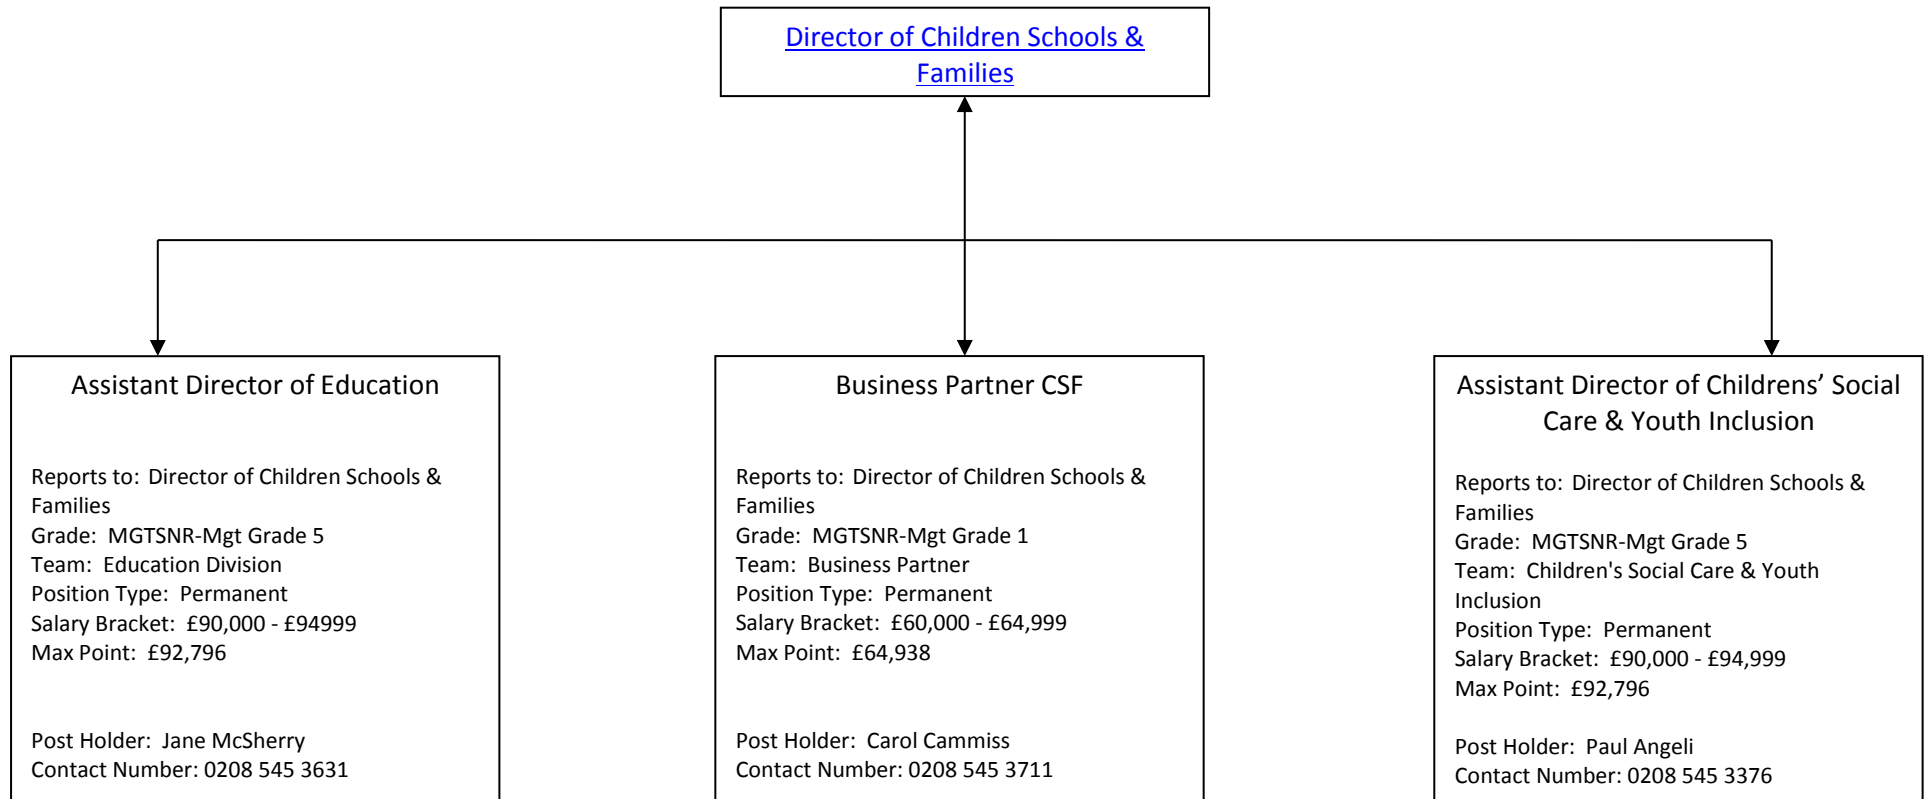 Director of Children Schools &
Families
Assistant Director of Education
Reports to: Director of Children Schools &
Families
Grade: MGTSNR-Mgt Grade 5
Team: Education Division
Position Type: Permanent
Salary Bracket: £90,000 - £94999
Max Point: £92,796
Post Holder: Jane McSherry
Contact Number: 0208 545 3631
Business Partner CSF
Reports to: Director of Children Schools &
Families
Grade: MGTSNR-Mgt Grade 1
Team: Business Partner
Position Type: Permanent
Salary Bracket: £60,000 - £64,999
Max Point: £64,938
Post Holder: Carol Cammiss
Contact Number: 0208 545 3711
Assistant Director of Childrens’ Social
Care & Youth Inclusion
Reports to: Director of Children Schools &
Families
Grade: MGTSNR-Mgt Grade 5
Team: Children's Social Care & Youth
Inclusion
Position Type: Permanent
Salary Bracket: £90,000 - £94,999
Max Point: £92,796
Post Holder: Paul Angeli
Contact Number: 0208 545 3376